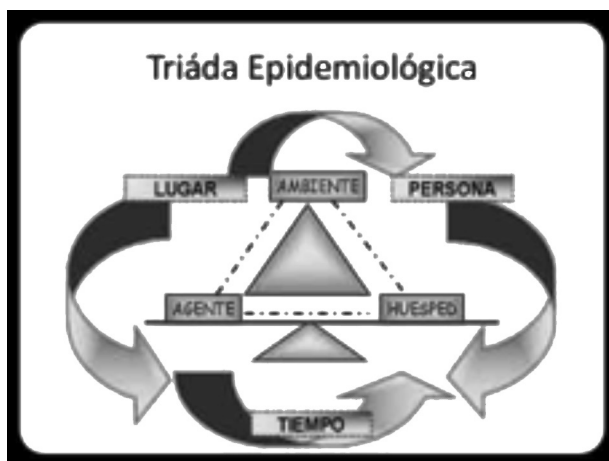 Triáda Epidemiológica
LUGAR
AMBIENTE
PERSONA
AGENTE
HUESPED
TIEMPO